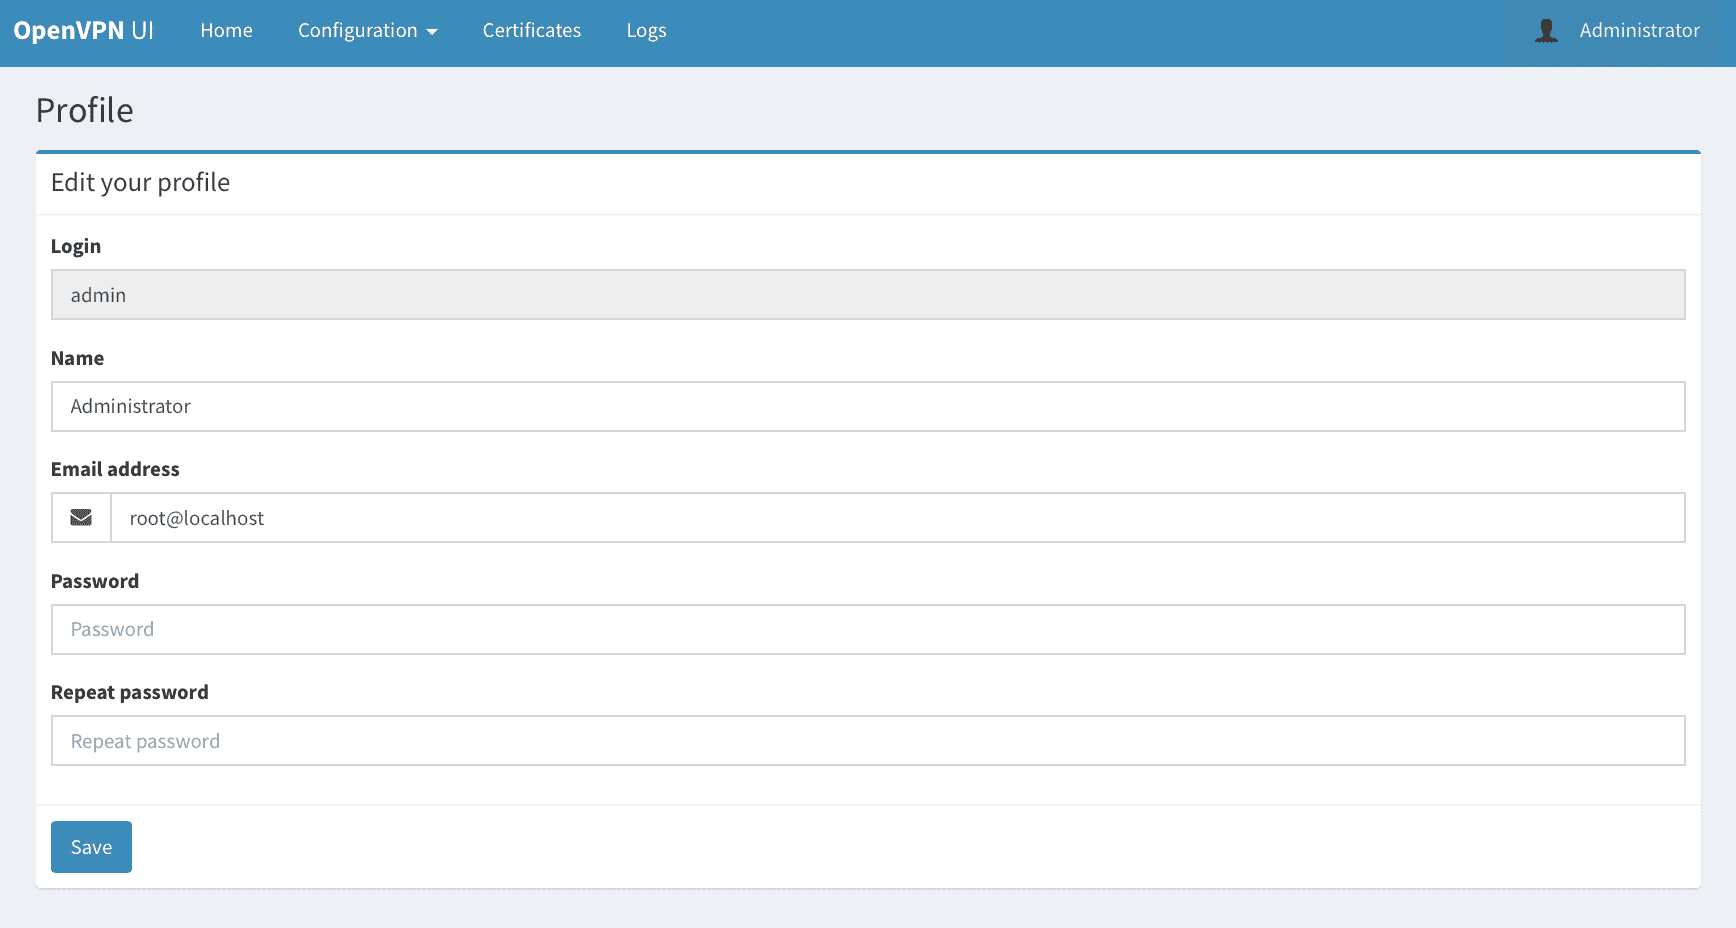 OpenVPN UI Home Configuration Certificates Logs Administrator
Profile
Edit your profile
Login
admin
Name
Administrator
Email address
root@localhost
Password
Password
Repeat password
Repeat password
Save